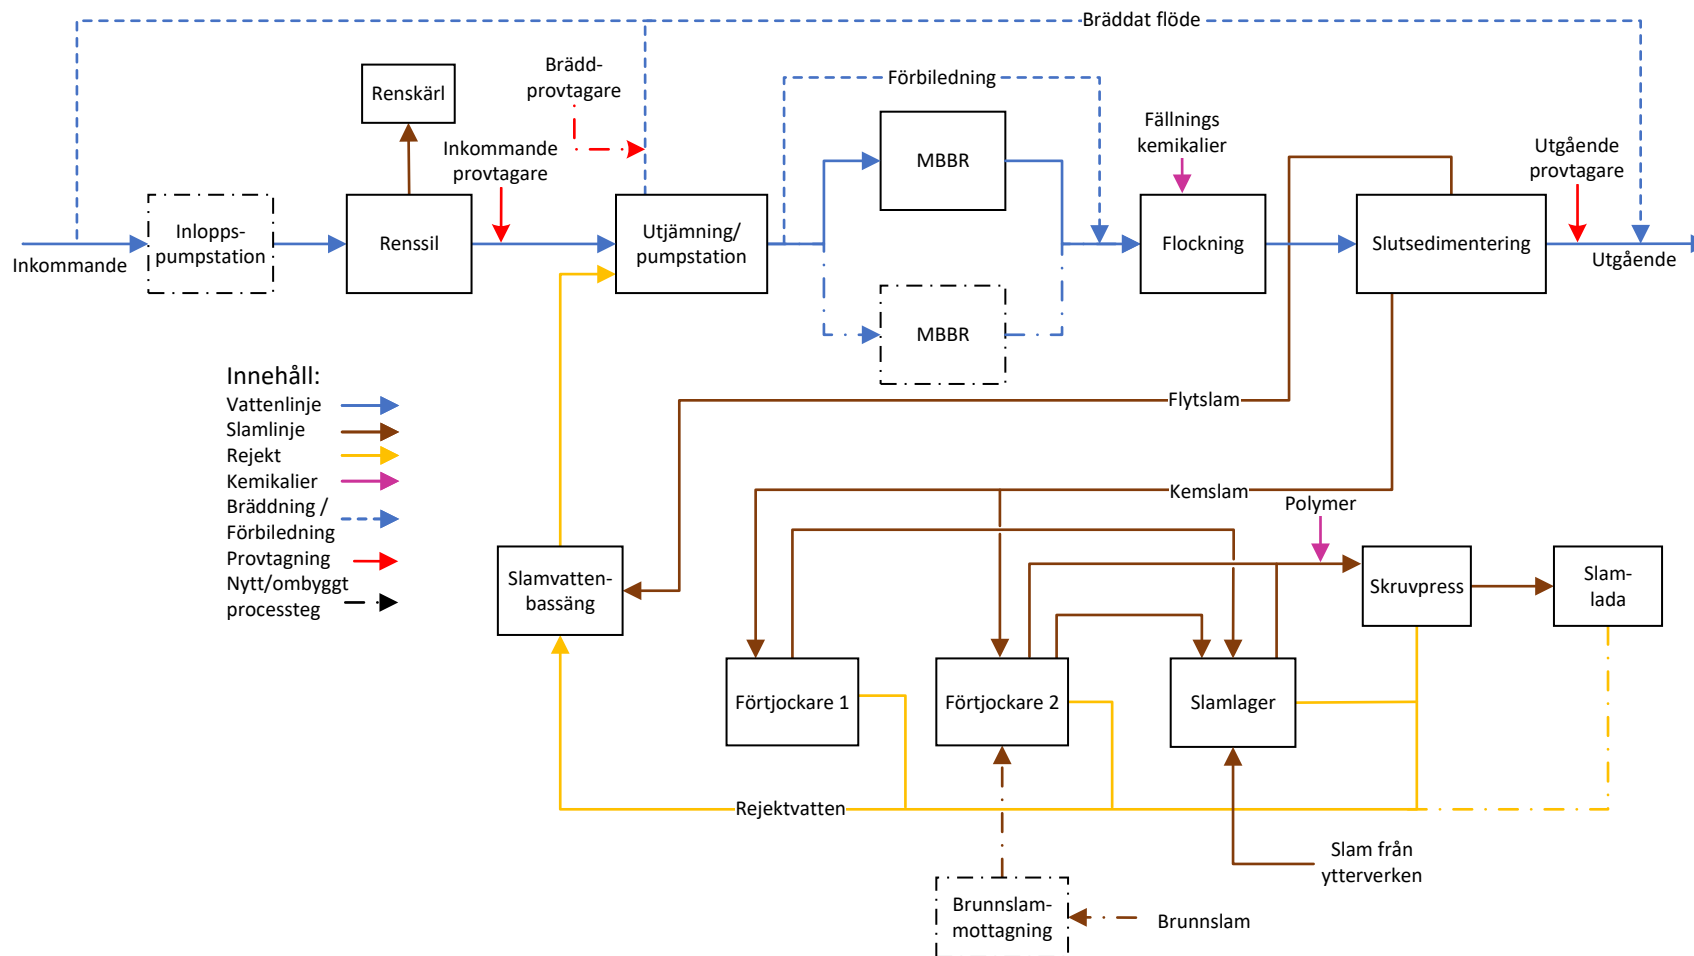 Bräddat flöde
Brädd-
provtagare
Förbiledning
Renskärl
Inkommande
provtagare
MBBR
Fällnings
kemikalier
Utgående
provtagare
Inkommande
Inlopps-
pumpstation
Renssil
Utjämning/
pumpstation
Flockning
Slutsedimentering
Utgående
MBBR
Innehåll:
Vattenlinje
Slamlinje
Rejekt
Kemikalier
Bräddning /
Förbiledning
Provtagning
Nytt/ombyggt
processteg
Flytslam
Kemslam
Polymer
Slamvatten-
bassäng
Skruvpress
Slam-
lada
Förtjockare 1
Förtjockare 2
Slamlager
Rejektvatten
Slam från
ytterverken
Brunnslam-
mottagning
Brunnslam